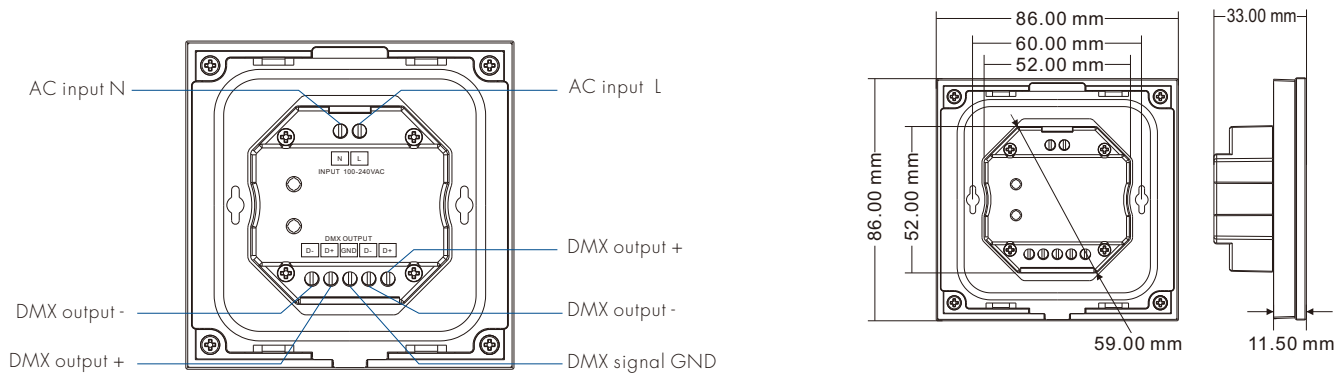 AC input N
AC input L
N L
INPUT 100-240VAC
DMX OUTPUT
D- D+ GND D- D+
DMX output +
DMX output -
DMX output -
DMX output +
DMX signal GND
86.00 mm
60.00 mm
52.00 mm
33.00 mm
86.00 mm
52.00 mm
59.00 mm
11.50 mm